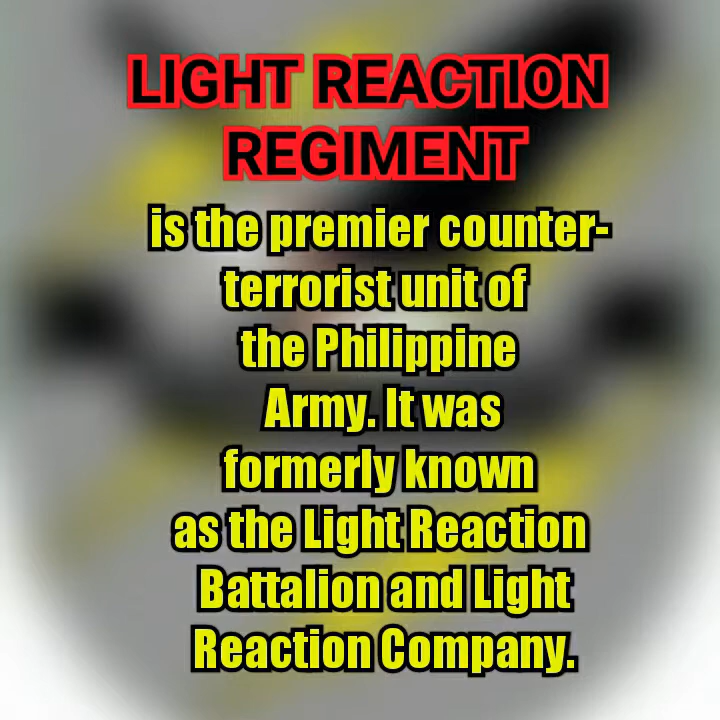 LIGHT REACTION
REGIMENT
is the premier counter-
terrorist unit of
the Philippine
Army. It was
formerly known
as the Light Reaction
Battalion and Light
Reaction Company.